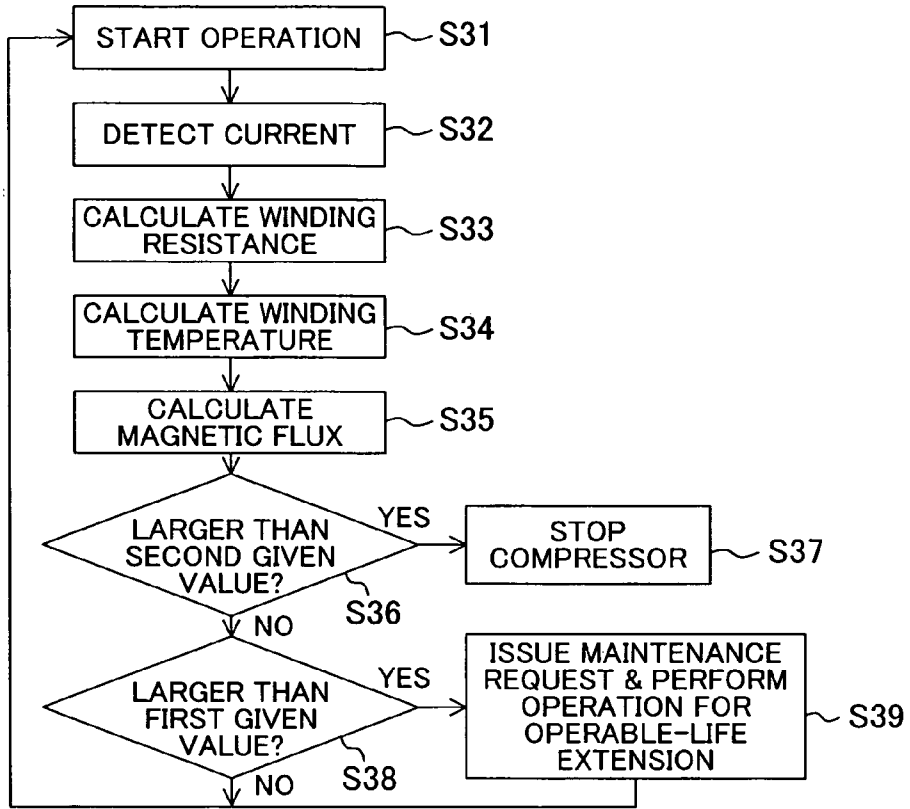 START OPERATION
S31
DETECT CURRENT
S32
CALCULATE WINDING
RESISTANCE
S33
CALCULATE WINDING
TEMPERATURE
S34
CALCULATE
MAGNETIC FLUX
S35
LARGER THAN
SECOND GIVEN
VALUE?
S36
YES
STOP
COMPRESSOR
S37
NO
LARGER THAN
FIRST GIVEN
VALUE?
S38
YES
ISSUE MAINTENANCE
REQUEST & PERFORM
OPERATION FOR
OPERABLE-LIFE
EXTENSION
S39
NO